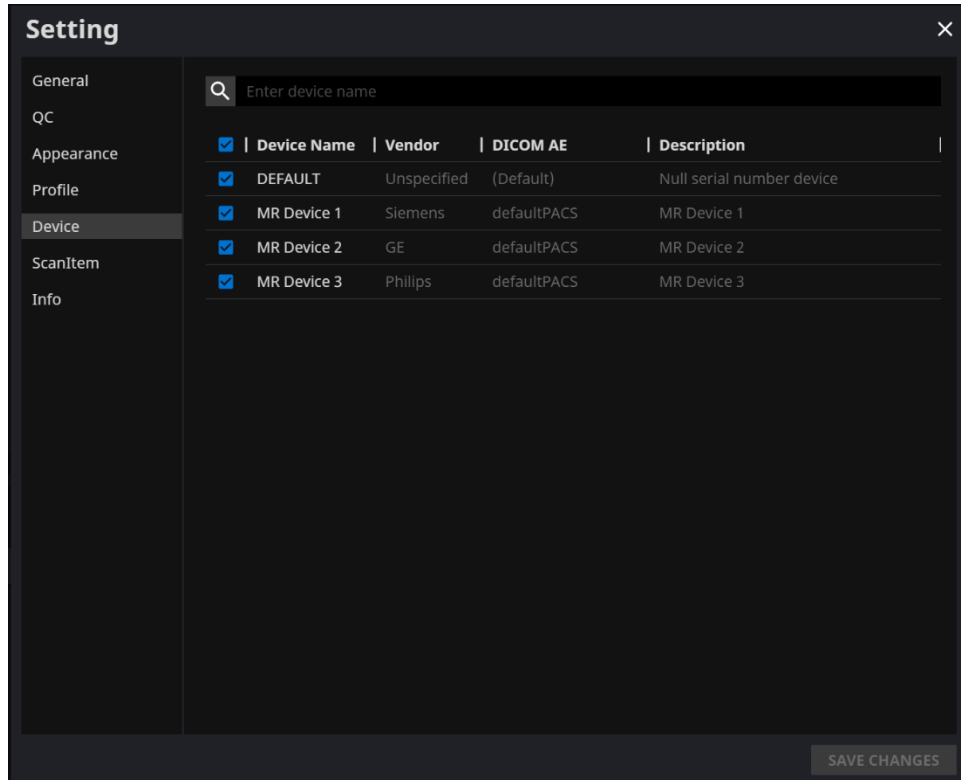 Setting
General
QC
Appearance
Profile
Device
ScanItem
Info
Enter device name
Device Name Vendor DICOM AE Description
DEFAULT Unspecified (Default) Null serial number device
MR Device 1 Siemens defaultPACS MR Device 1
MR Device 2 GE defaultPACS MR Device 2
MR Device 3 Philips defaultPACS MR Device 3
SAVE CHANGES